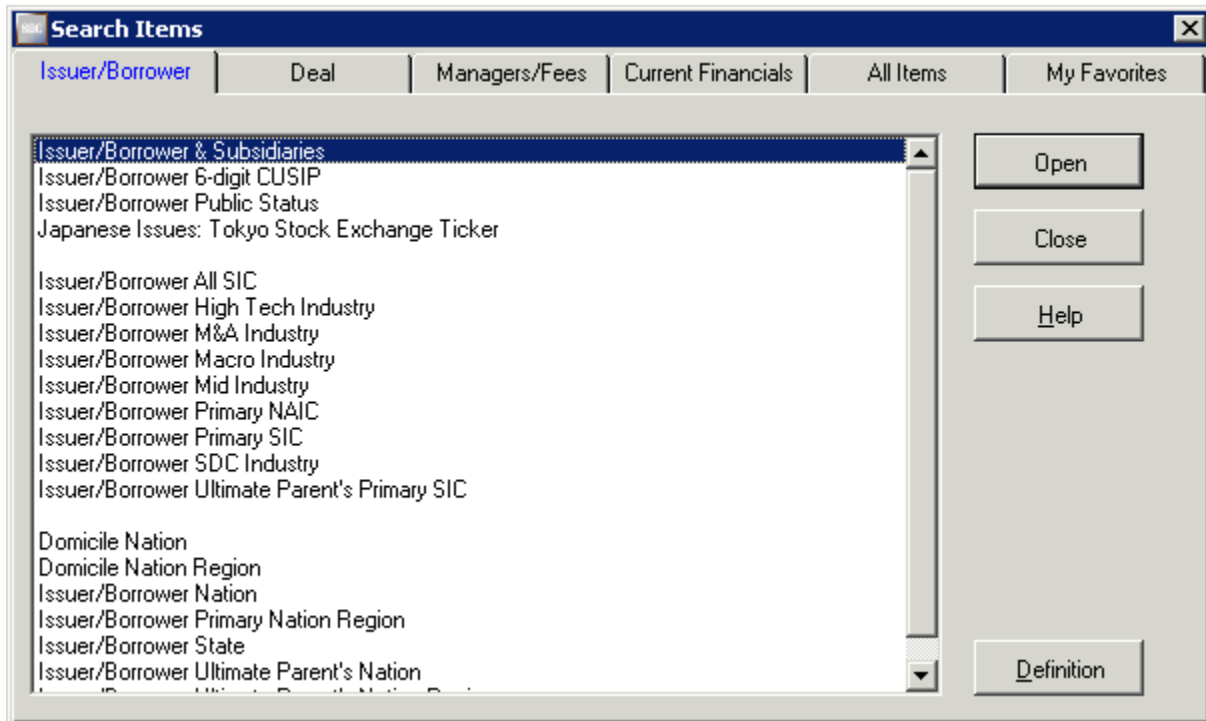 SDC Search Items
Issuer/Borrower Deal Managers/Fees Current Financials All Items My Favorites
Issuer/Borrower & Subsidiaries
Issuer/Borrower 6-digit CUSIP
Issuer/Borrower Public Status
Japanese Issues: Tokyo Stock Exchange Ticker
Issuer/Borrower All SIC
Issuer/Borrower High Tech Industry
Issuer/Borrower M&A Industry
Issuer/Borrower Macro Industry
Issuer/Borrower Mid Industry
Issuer/Borrower Primary NAIC
Issuer/Borrower Primary SIC
Issuer/Borrower SDC Industry
Issuer/Borrower Ultimate Parent's Primary SIC
Domicile Nation
Domicile Nation Region
Issuer/Borrower Nation
Issuer/Borrower Primary Nation Region
Issuer/Borrower State
Issuer/Borrower Ultimate Parent's Nation
Open
Close
Help
Definition